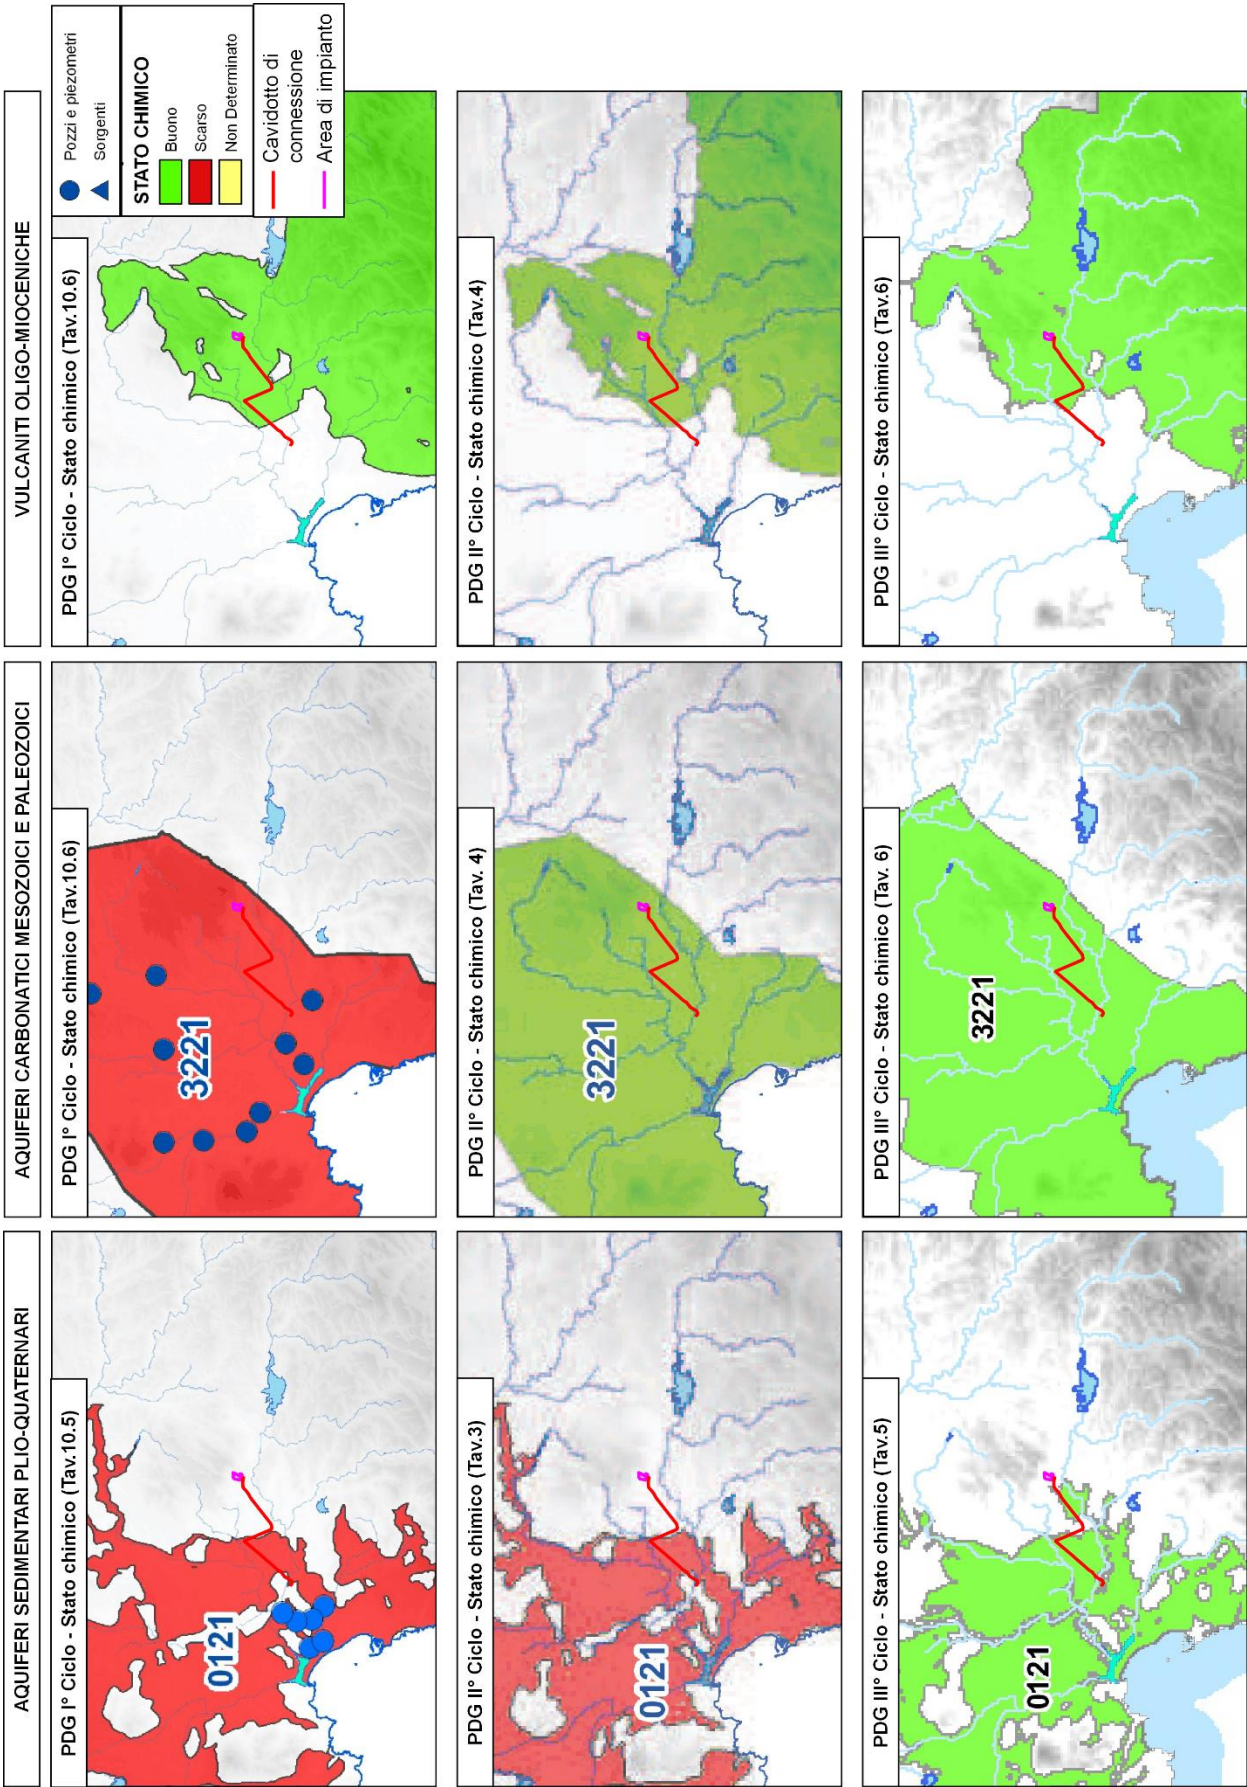 AQUIFERI SEDIMENTARI PLIO-QUATERNARI
AQUIFERI CARBONATICI MESOZOICI E PALEOZOICI
VULCANITI OLIGO-MIOCENICHE
PDG I° Ciclo - Stato chimico (Tav.10.5)
0121
PDG I° Ciclo - Stato chimico (Tav.10.6)
3221
PDG I° Ciclo - Stato chimico (Tav.10.6)
Pozzi e piezometri
Sorgenti
STATO CHIMICO
Buono
Scarso
Non Determinato
Cavidotto di
connessione
Area di impianto
PDG II° Ciclo - Stato chimico (Tav.3)
0121
PDG II° Ciclo - Stato chimico (Tav. 4)
3221
PDG II° Ciclo - Stato chimico (Tav.4)
PDG III° Ciclo - Stato chimico (Tav.5)
0121
PDG III° Ciclo - Stato chimico (Tav. 6)
3221
PDG III° Ciclo - Stato chimico (Tav.6)